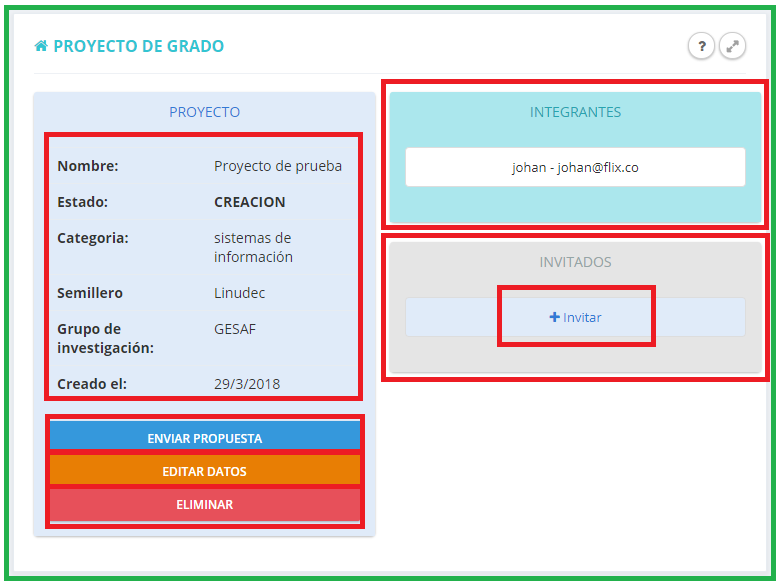 PROYECTO DE GRADO
?
PROYECTO
Nombre: Proyecto de prueba
Estado: CREACION
Categoria: sistemas de
información
Semillero Linudec
Grupo de GESAF
investigación:
Creado el: 29/3/2018
ENVIAR PROPUESTA
EDITAR DATOS
ELIMINAR
INTEGRANTES
johan - johan@flix.co
INVITADOS
+ Invitar